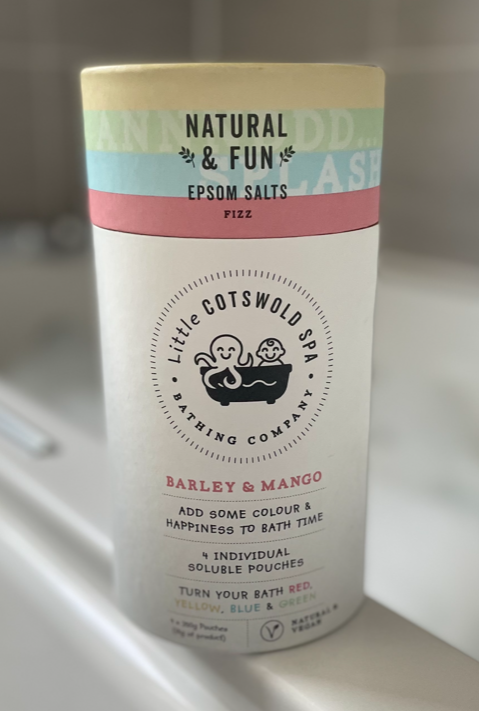 NATURAL
& FUN
EPSOM SALTS
FIZZ
SPLASH
Little COTSWOLD SPA
• BATHING COMPANY •
BARLEY & MANGO
ADD SOME COLOUR &
HAPPINESS TO BATH TIME
4 INDIVIDUAL
SOLUBLE POUCHES
TURN YOUR BATH RED,
YELLOW, BLUE & GREEN
NATURAL &
VEGAN